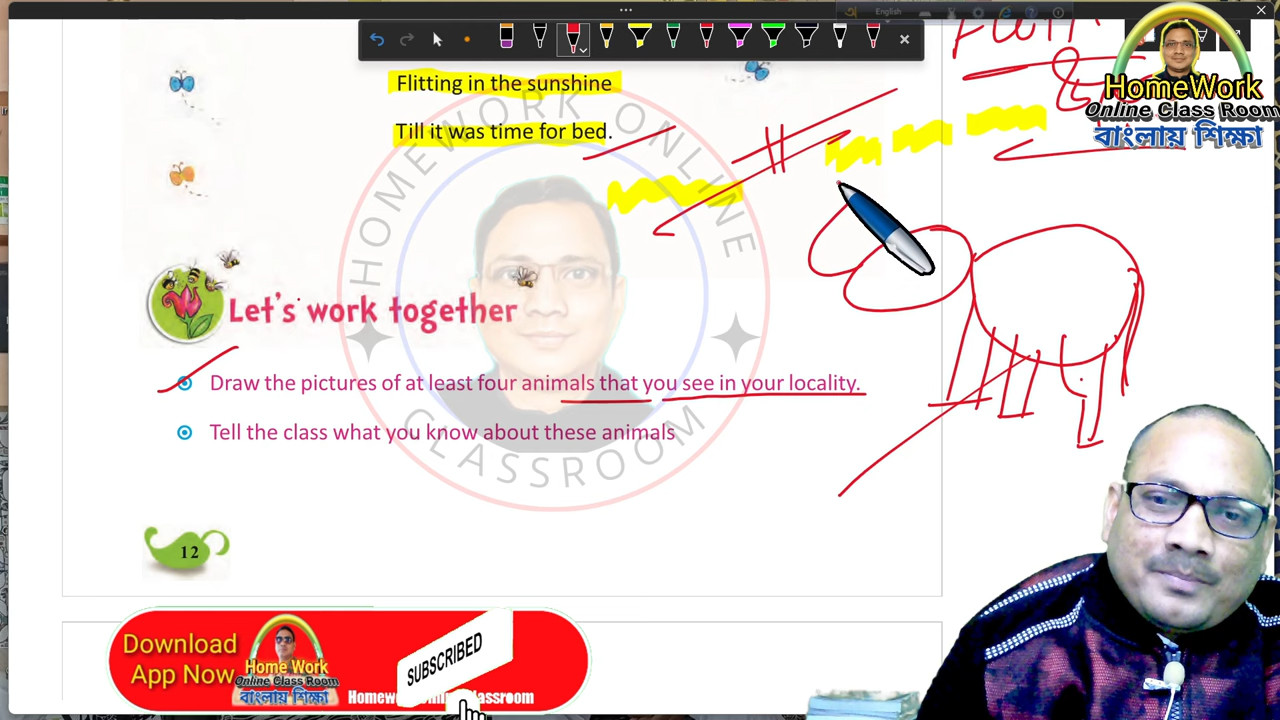 English
Flitting in the sunshine
Till it was time for bed.
HomeWork
Online Class Room
বাংলায় শিক্ষা
HOMEWORK ONLINE CLASSROOM
Let's work together
Draw the pictures of at least four animals that you see in your locality.
Tell the class what you know about these animals
12
Download
App Now
Home Work
Online Class Room
বাংলায় শিক্ষা
SUBSCRIBED